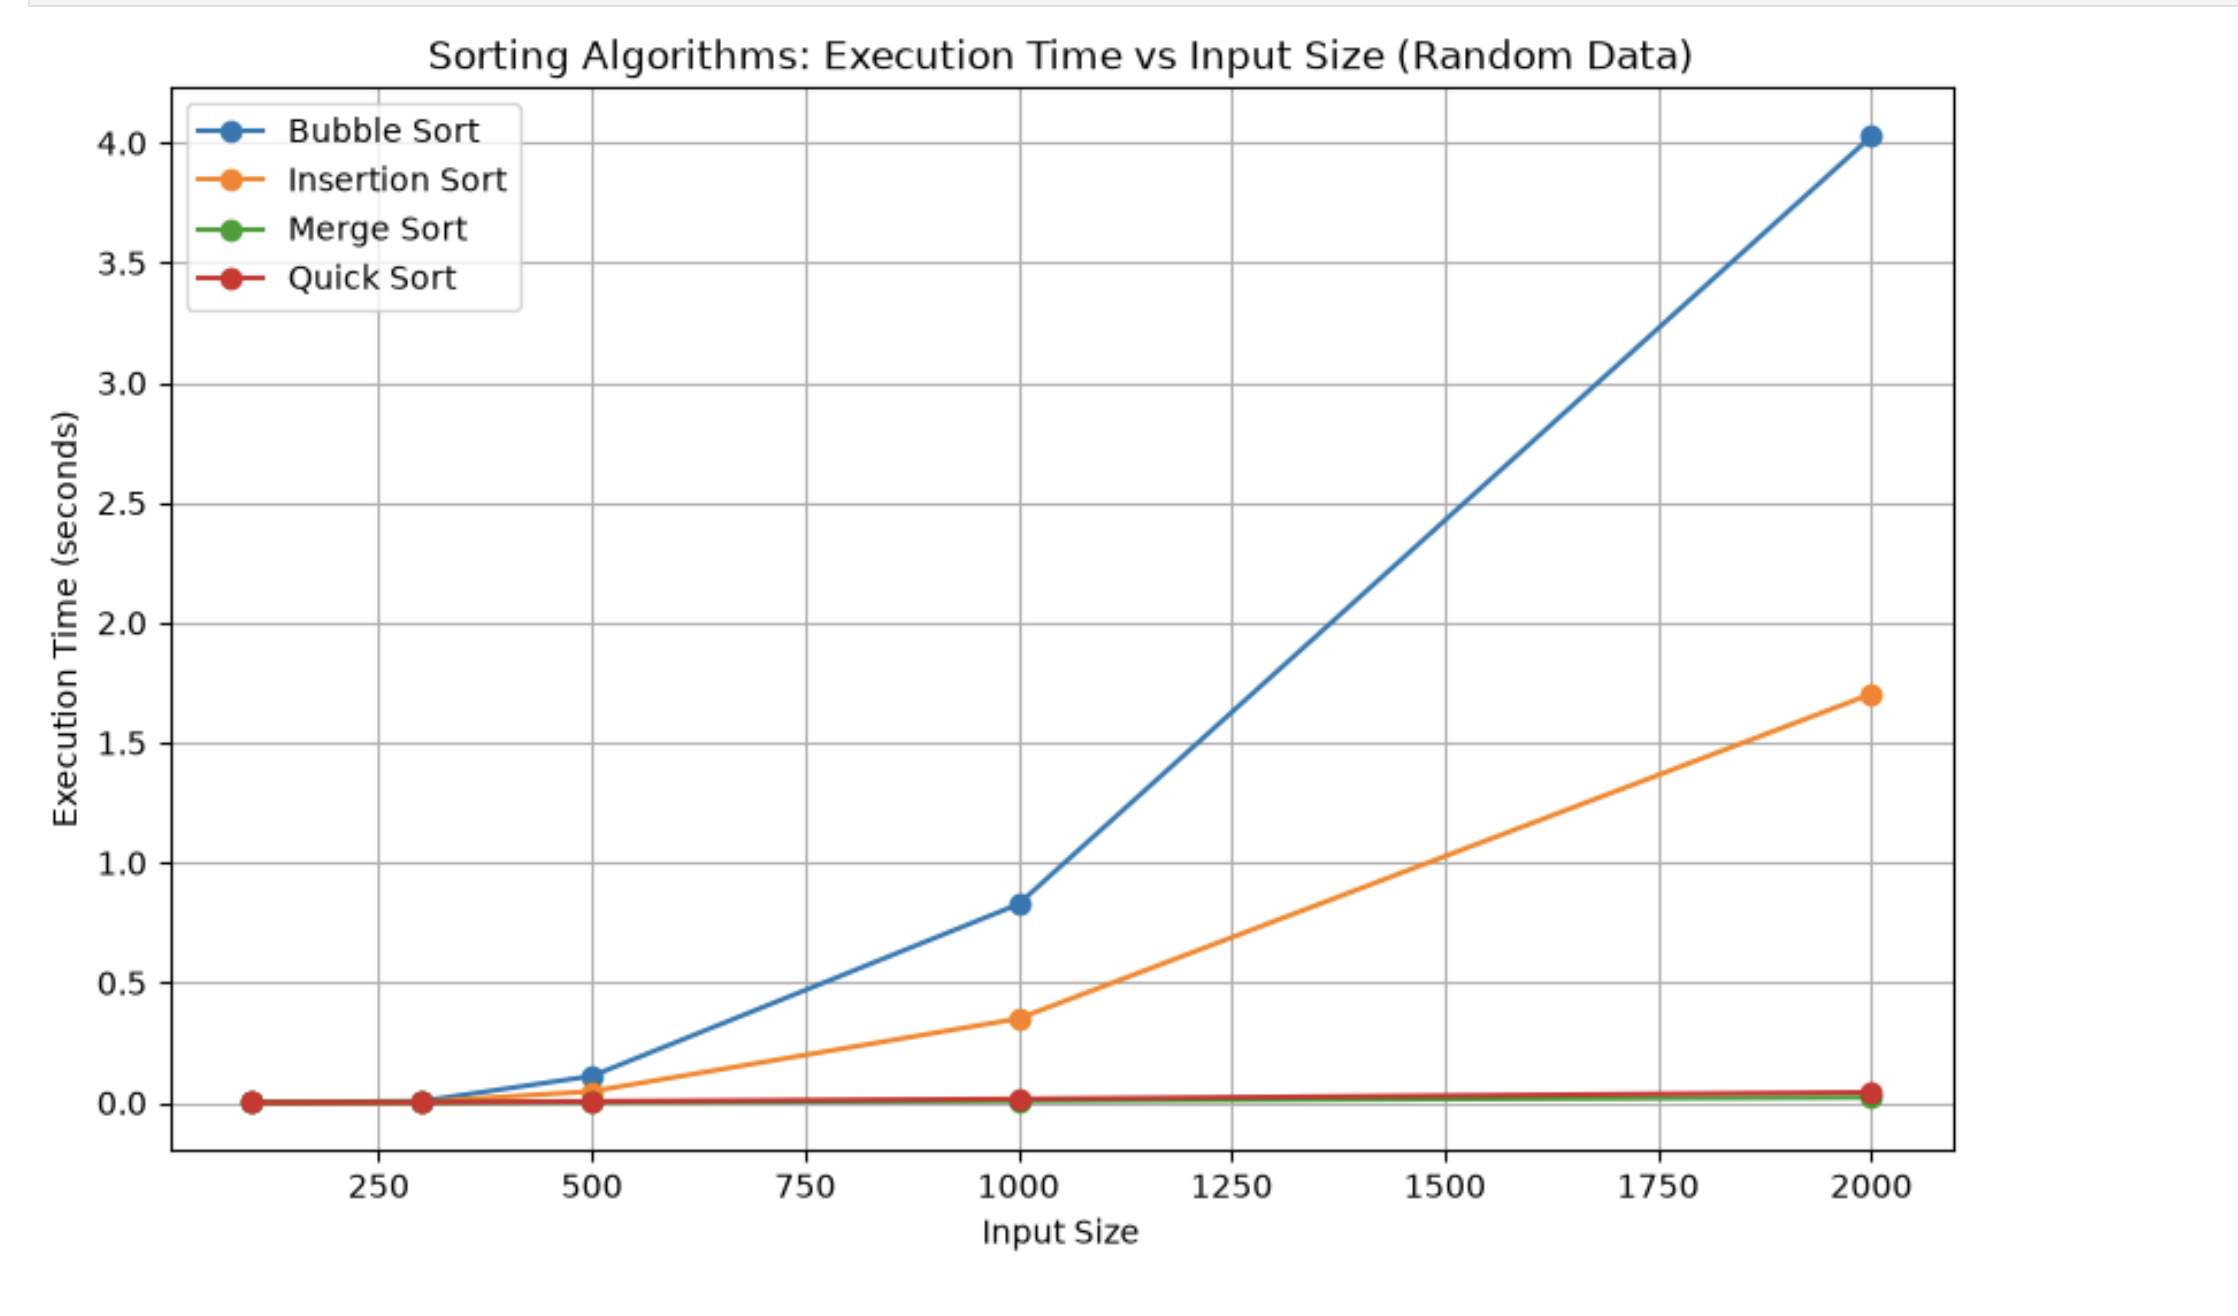 Sorting Algorithms: Execution Time vs Input Size (Random Data)
Bubble Sort
Insertion Sort
Merge Sort
Quick Sort
4.0
3.5
3.0
2.5
2.0
1.5
1.0
0.5
0.0
Execution Time (seconds)
250 500 750 1000 1250 1500 1750 2000
Input Size